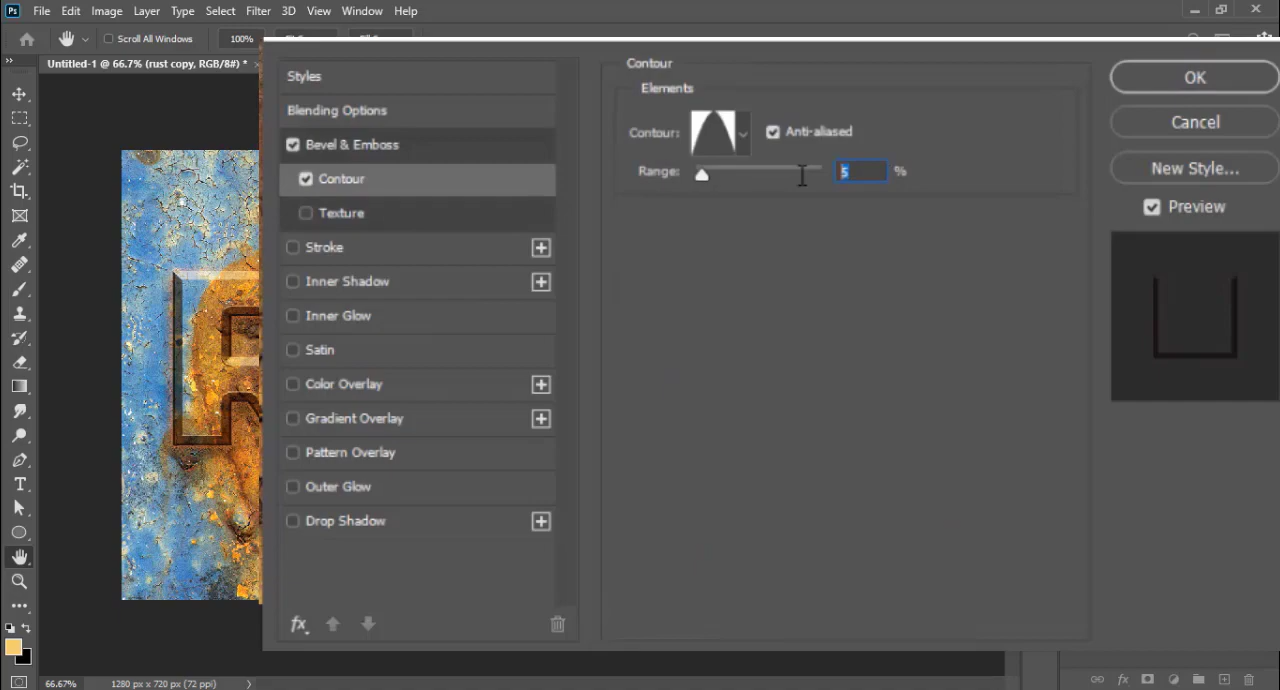 Ps File Edit Image Layer Type Select Filter 3D View Window Help
Scroll All Windows 100%
Untitled-1 @ 66.7% (rust copy, RGB/8#) *
Styles
Blending Options
Bevel & Emboss
Contour
Texture
Stroke
Inner Shadow
Inner Glow
Satin
Color Overlay
Gradient Overlay
Pattern Overlay
Outer Glow
Drop Shadow
fx
Contour
Elements
Contour: Anti-aliased
Range: 5 %
OK
Cancel
New Style...
Preview
R
66.67% 1280 px x 720 px (72 ppi)
fx